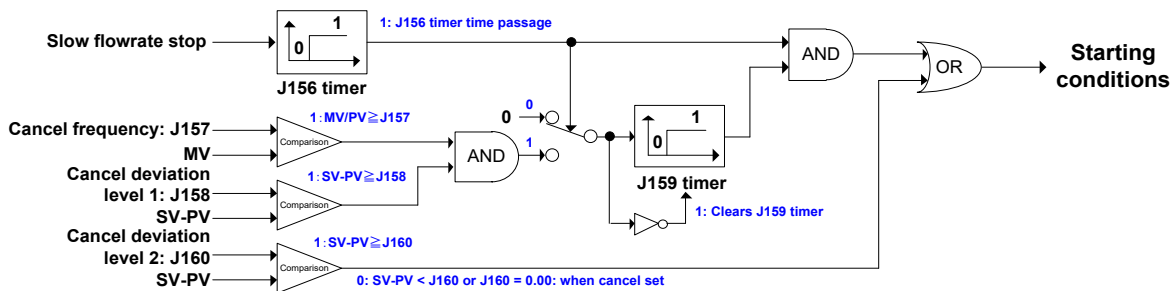 Slow flowrate stop
0
1
J156 timer
1: J156 timer time passage
AND
OR
Starting
conditions
Cancel frequency: J157
MV
Comparison
1:MV/PV≧J157
AND
0
0
1
0
1
J159 timer
1: Clears J159 timer
Cancel deviation
level 1: J158
SV-PV
Comparison
1:SV-PV≧J158
Cancel deviation
level 2: J160
SV-PV
Comparison
1:SV-PV≧J160
0: SV-PV < J160 or J160 = 0.00: when cancel set